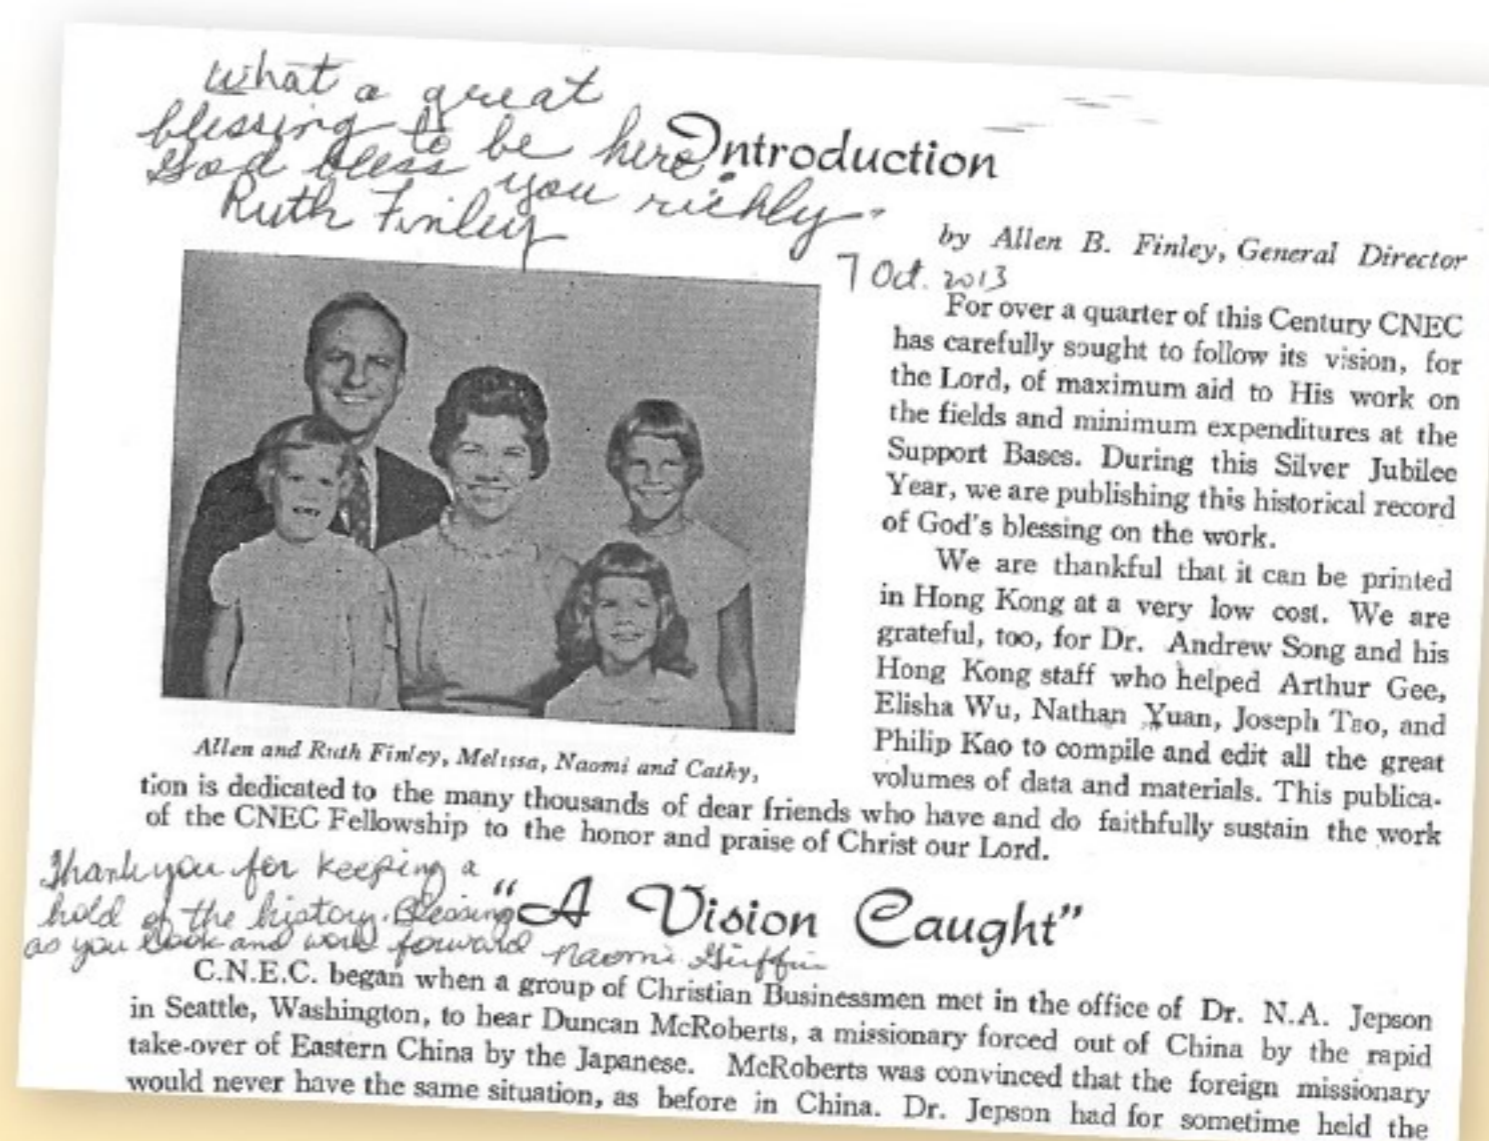 What a great
blessing to be here.
God bless you richly
Ruth Finley
Introduction
by Allen B. Finley, General Director
7 Oct. 2013
For over a quarter of this Century CNEC
has carefully sought to follow its vision, for
the Lord, of maximum aid to His work on
the fields and minimum expenditures at the
Support Bases. During this Silver Jubilee
Year, we are publishing this historical record
of God's blessing on the work.
We are thankful that it can be printed
in Hong Kong at a very low cost. We are
grateful, too, for Dr. Andrew Song and his
Hong Kong staff who helped Arthur Gee,
Elisha Wu, Nathan Yuan, Joseph Tso, and
Philip Kao to compile and edit all the great
volumes of data and materials. This publica-
Allen and Ruth Finley, Melissa, Naomi and Cathy,
tion is dedicated to the many thousands of dear friends who have and do faithfully sustain the work
of the CNEC Fellowship to the honor and praise of Christ our Lord.
Thank you for keeping a
hold of the history. Blessing
as you look and work forward Naomi Griffin
"A Vision Caught"
C.N.E.C. began when a group of Christian Businessmen met in the office of Dr. N.A. Jepson
in Seattle, Washington, to hear Duncan McRoberts, a missionary forced out of China by the rapid
take-over of Eastern China by the Japanese. McRoberts was convinced that the foreign missionary
would never have the same situation, as before in China. Dr. Jepson had for sometime held the